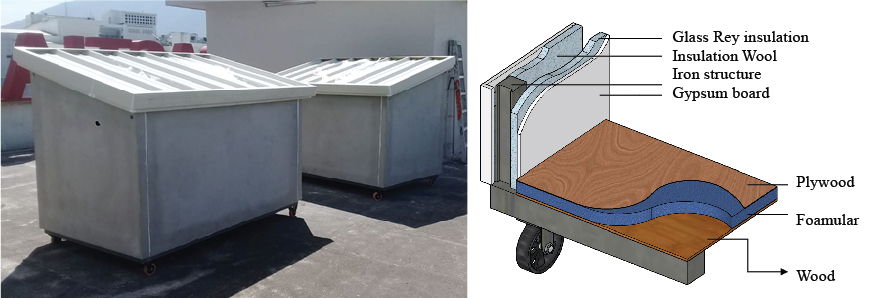 Glass Rey insulation
Insulation Wool
Iron structure
Gypsum board
Plywood
Foamular
Wood